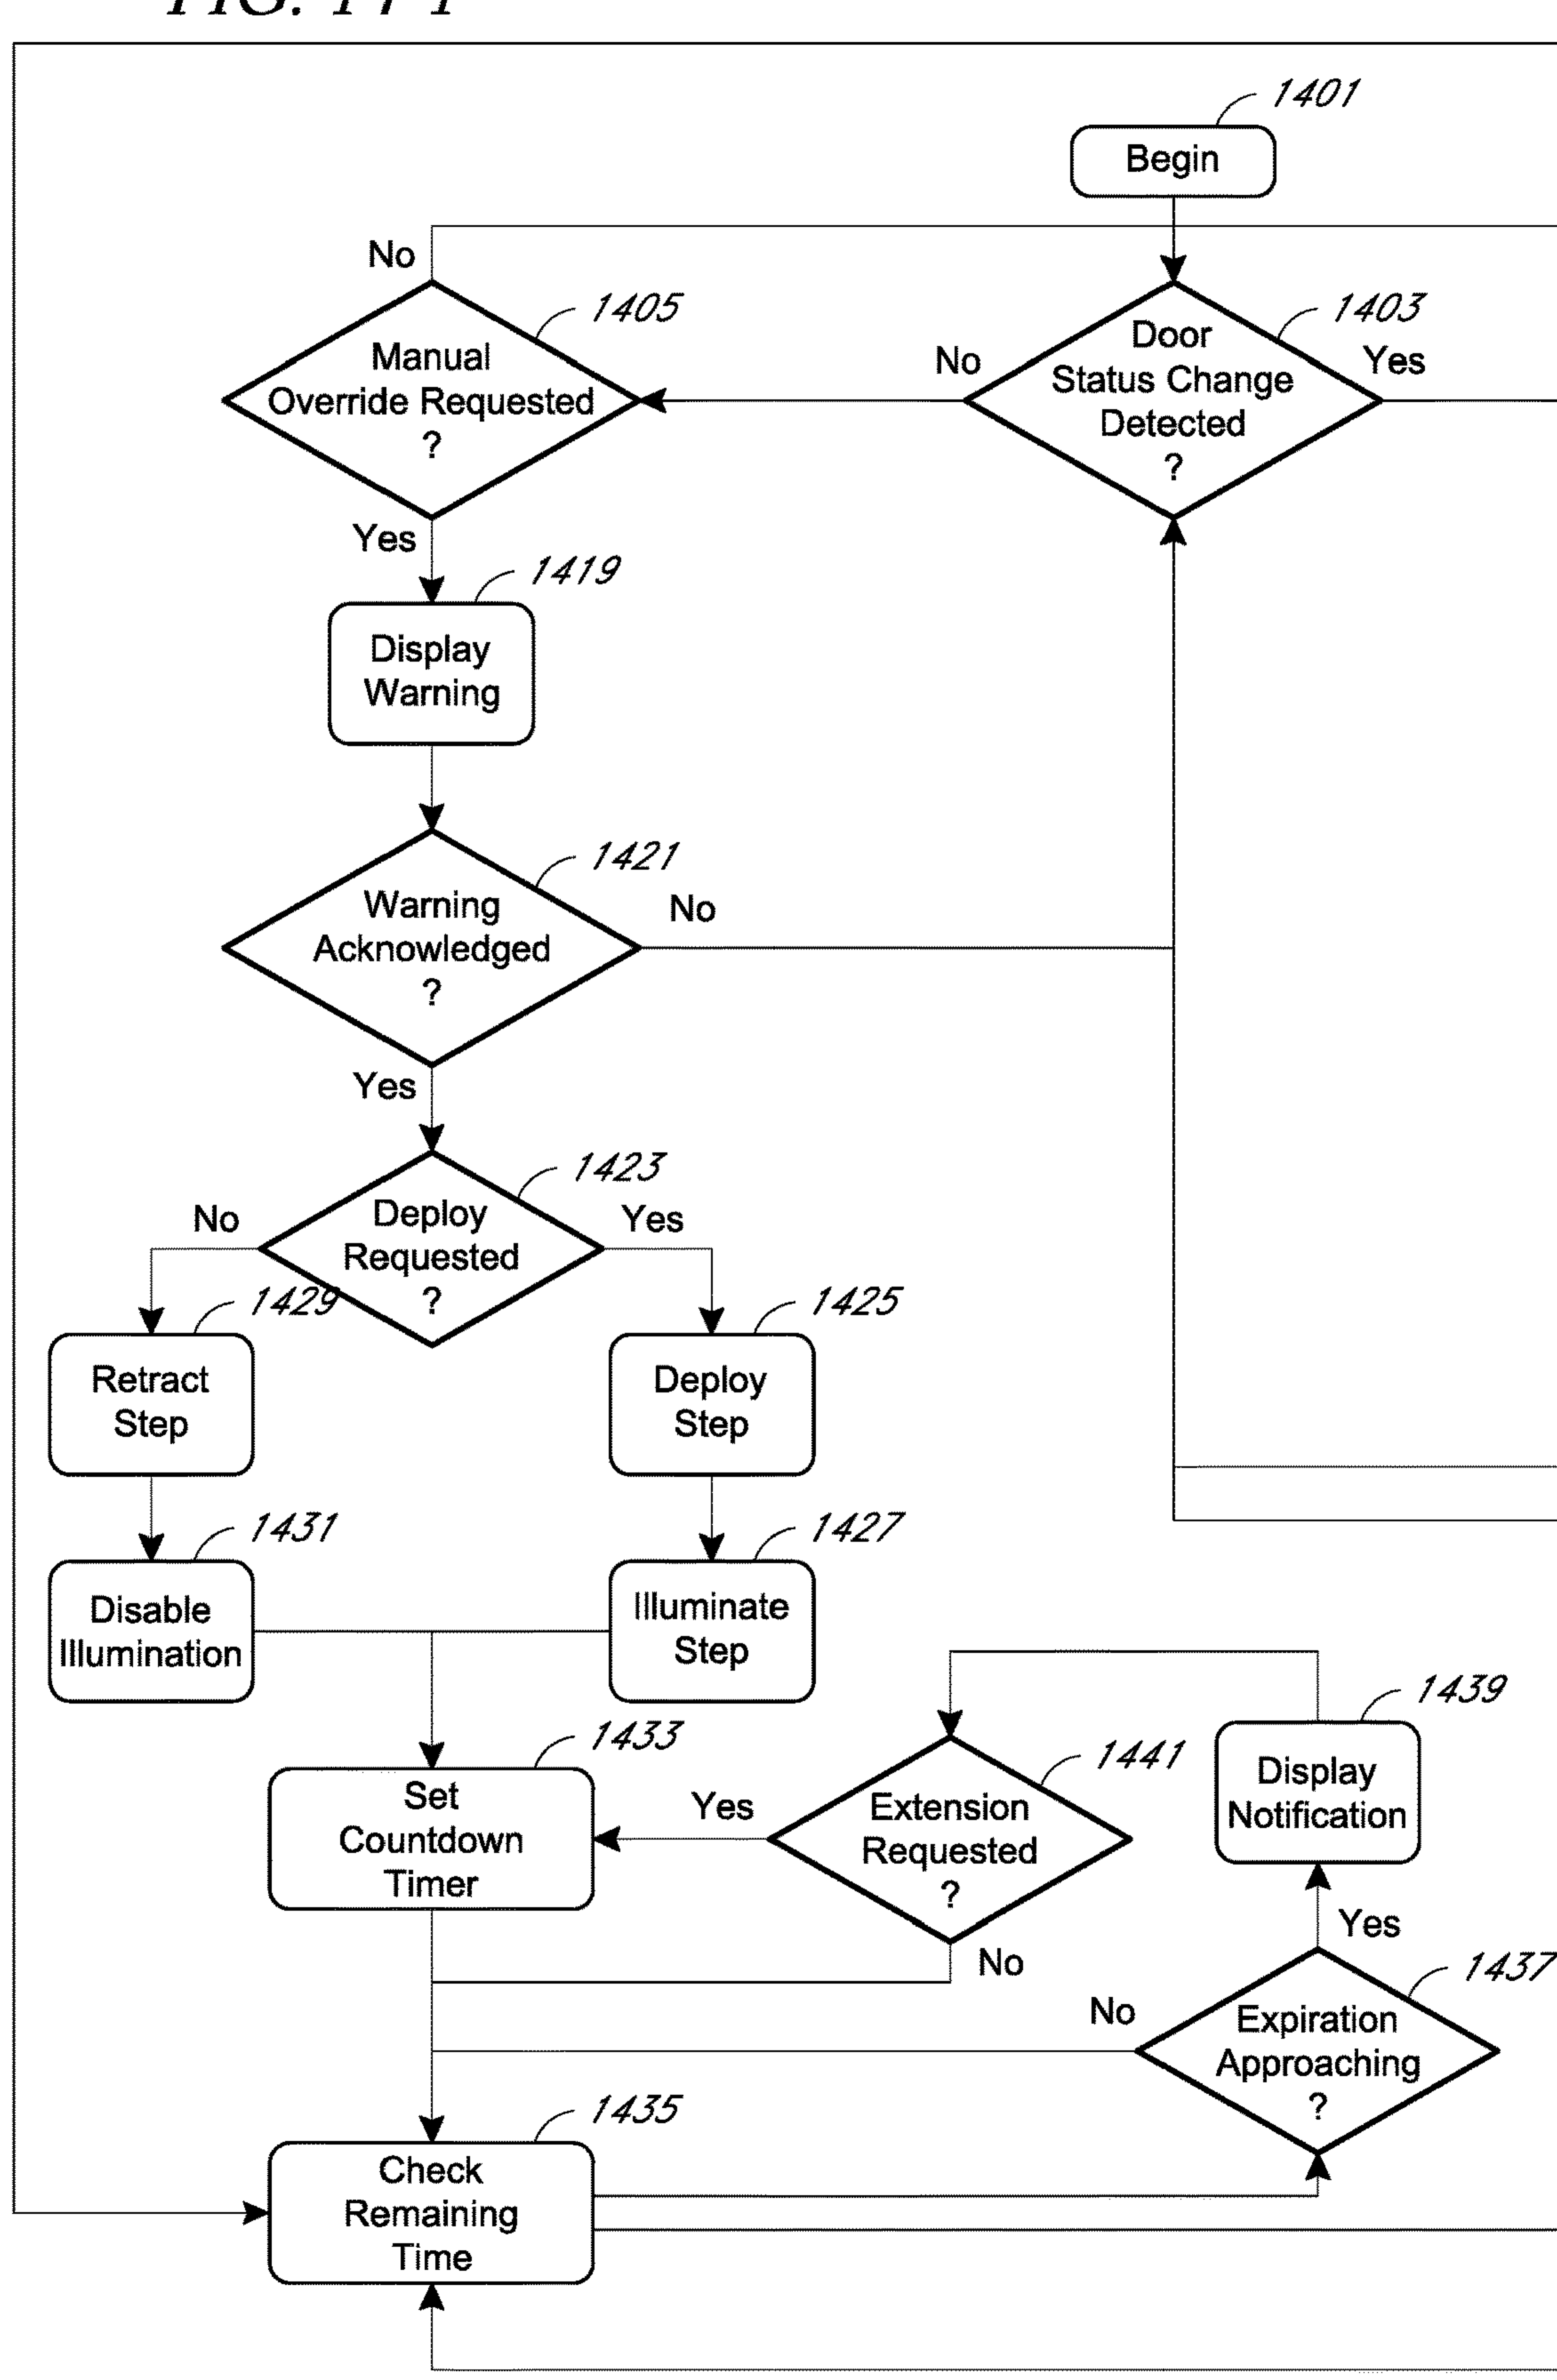 1401
Begin
No
1405
Manual
Override Requested
?
No
1403
Door
Status Change
Detected
?
Yes
Yes
1419
Display
Warning
1421
Warning
Acknowledged
?
No
Yes
1423
No
Deploy
Requested
?
Yes
1429
Retract
Step
1425
Deploy
Step
1431
Disable
Illumination
1427
Illuminate
Step
1433
Set
Countdown
Timer
Yes
1441
Extension
Requested
?
No
1439
Display
Notification
Yes
1437
No
Expiration
Approaching
?
1435
Check
Remaining
Time